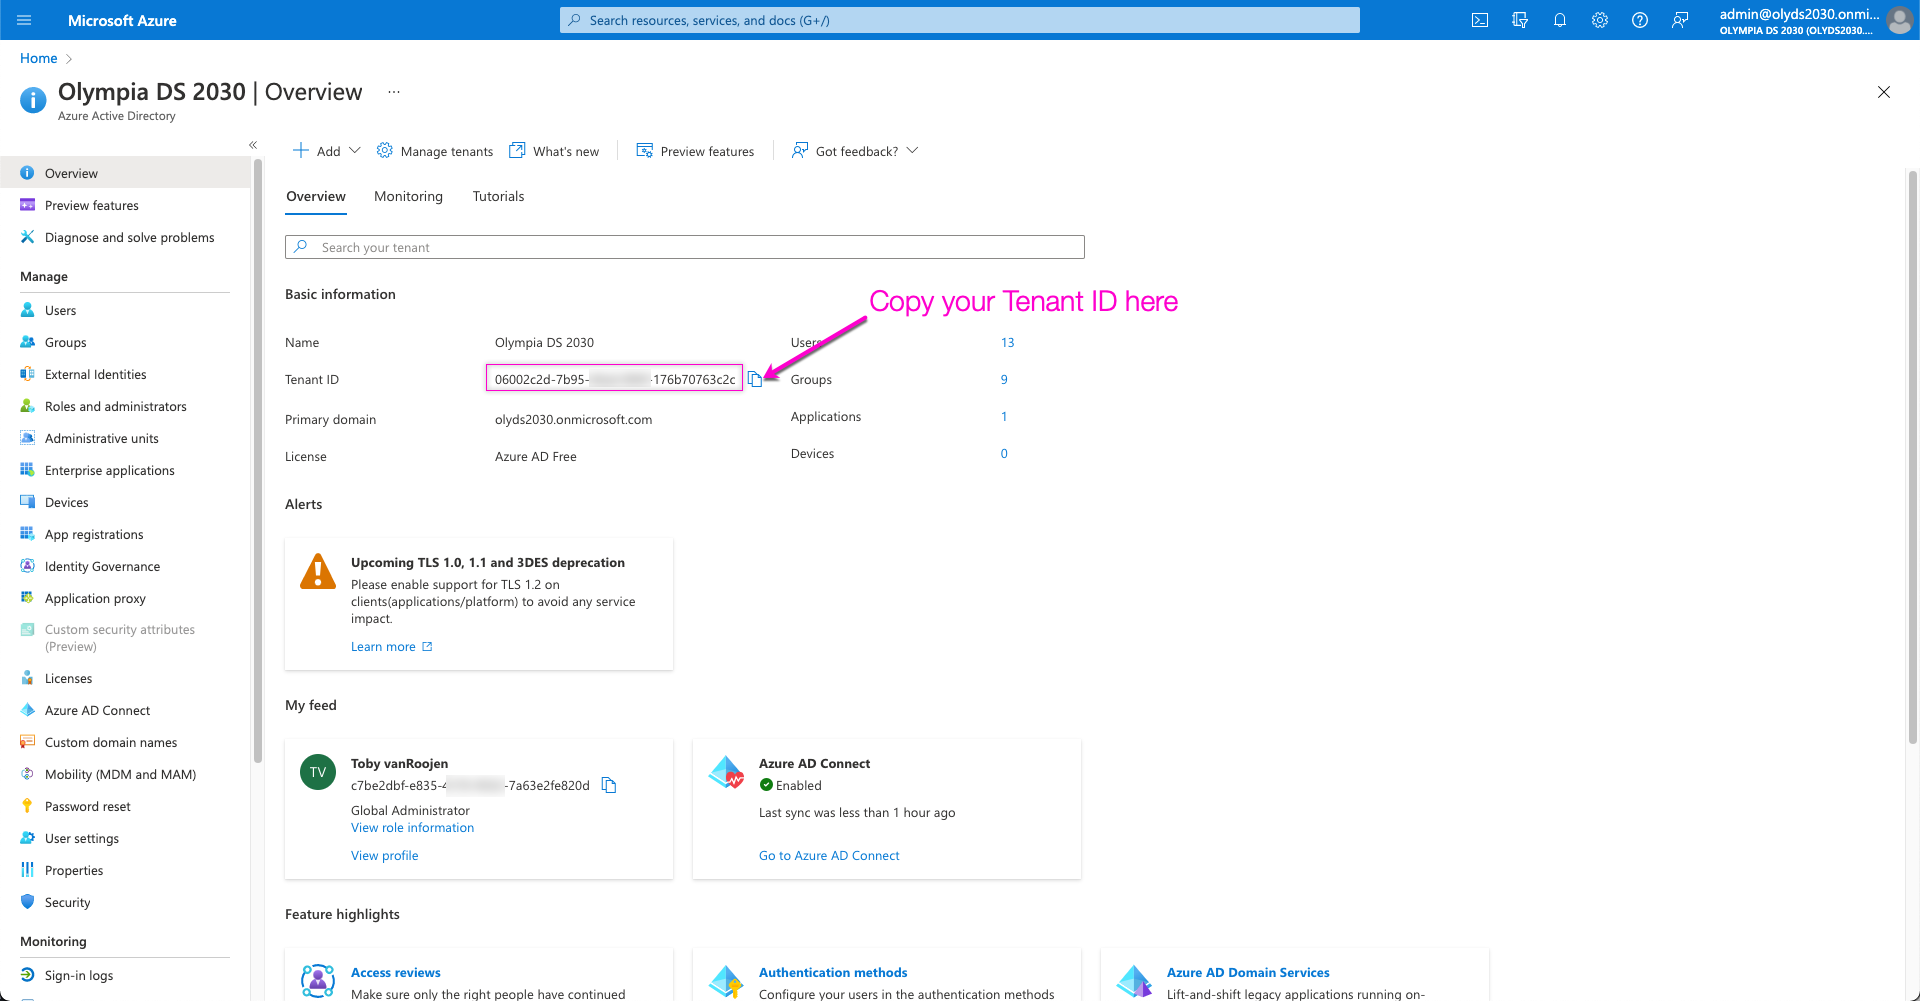 Microsoft Azure
Search resources, services, and docs (G+/)
admin@olyds2030.onmi...
OLYMPIA DS 2030 (OLYDS2030....
Home
Olympia DS 2030 | Overview
...
Azure Active Directory
Add
Manage tenants
What's new
Preview features
Got feedback?
Overview
Preview features
Diagnose and solve problems
Manage
Users
Groups
External Identities
Roles and administrators
Administrative units
Enterprise applications
Devices
App registrations
Identity Governance
Application proxy
Custom security attributes
(Preview)
Licenses
Azure AD Connect
Custom domain names
Mobility (MDM and MAM)
Password reset
User settings
Properties
Security
Monitoring
Sign-in logs
Overview
Monitoring
Tutorials
Search your tenant
Basic information
Copy your Tenant ID here
Name
Olympia DS 2030
Users
13
Tenant ID
06002c2d-7b95- -176b70763c2c
Groups
9
Primary domain
olyds2030.onmicrosoft.com
Applications
1
License
Azure AD Free
Devices
0
Alerts
Upcoming TLS 1.0, 1.1 and 3DES deprecation
Please enable support for TLS 1.2 on
clients(applications/platform) to avoid any service
impact.
Learn more
My feed
TV
Toby vanRoojen
c7be2dbf-e835- -7a63e2fe820d
Global Administrator
View role information
View profile
Azure AD Connect
Enabled
Last sync was less than 1 hour ago
Go to Azure AD Connect
Feature highlights
Access reviews
Make sure only the right people have continued
Authentication methods
Configure your users in the authentication methods
Azure AD Domain Services
Lift-and-shift legacy applications running on-